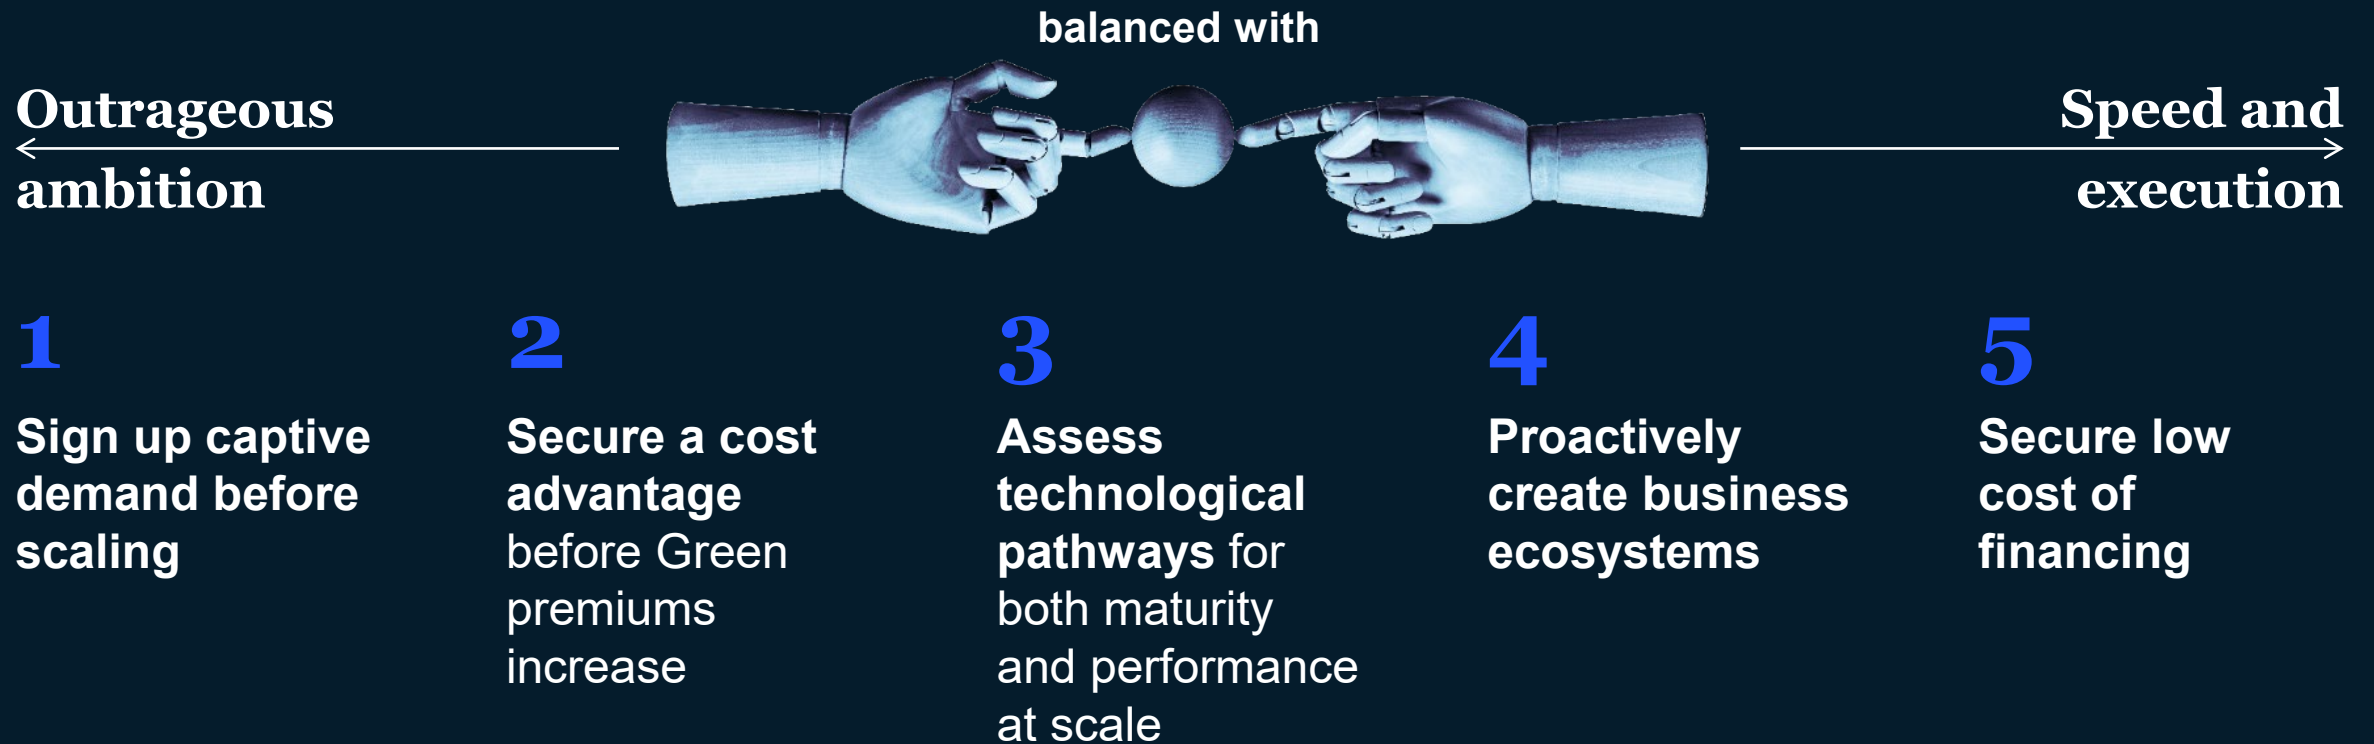 balanced with
Outrageous
ambition
Speed and
execution
1
Sign up captive
demand before
scaling
2
Secure a cost
advantage
before Green
premiums
increase
3
Assess
technological
pathways for
both maturity
and performance
at scale
4
Proactively
create business
ecosystems
5
Secure low
cost of
financing